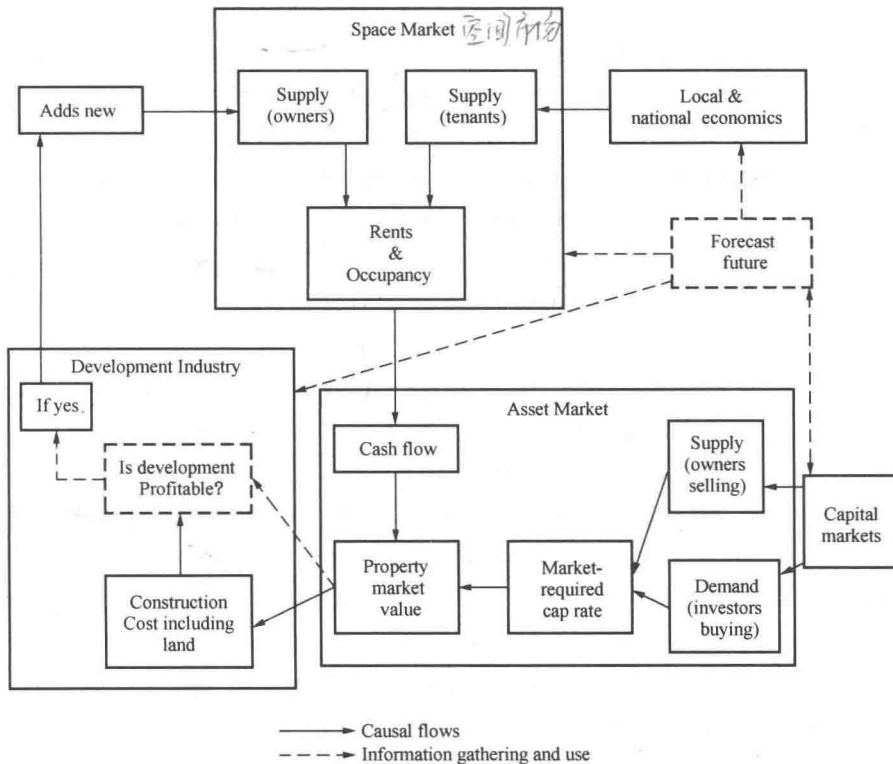 Space Market 空间市场
Supply
(owners)
Supply
(tenants)
Rents
&
Occupancy
Adds new
Local &
national economics
Forecast
future
Development Industry
If yes.
Is development
Profitable?
Construction
Cost including
land
Asset Market
Cash flow
Property
market
value
Market-
required
cap rate
Supply
(owners
selling)
Demand
(investors
buying)
Capital
markets
Causal flows
Information gathering and use